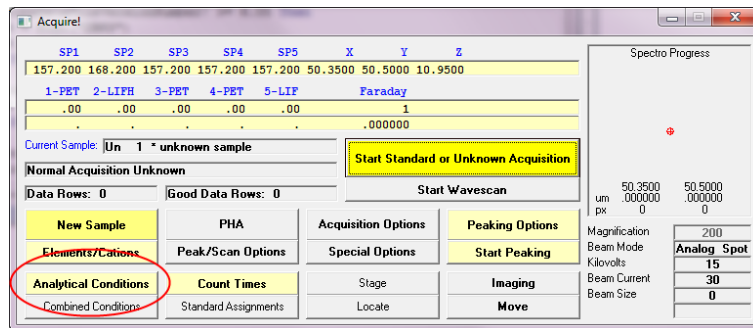 Acquire!
SP1 SP2 SP3 SP4 SP5 X Y Z
157.200 168.200 157.200 157.200 157.200 50.3500 50.5000 10.9500
1-PET 2-LIFH 3-PET 4-PET 5-LIF Faraday
.00 .00 .00 .00 .00 1
. . . . . .000000
Current Sample: Un 1 * unknown sample
Normal Acquisition Unknown
Data Rows: 0 Good Data Rows: 0
Start Standard or Unknown Acquisition
Start Wavescan
New Sample PHA Acquisition Options Peaking Options
Elements/Cations Peak/Scan Options Special Options Start Peaking
Analytical Conditions Count Times Stage Imaging
Combined Conditions Standard Assignments Locate Move
Spectro Progress
50.3500 50.5000
um .000000 .000000
px 0 0
Magnification 200
Beam Mode Analog Spot
Kilovolts 15
Beam Current 30
Beam Size 0